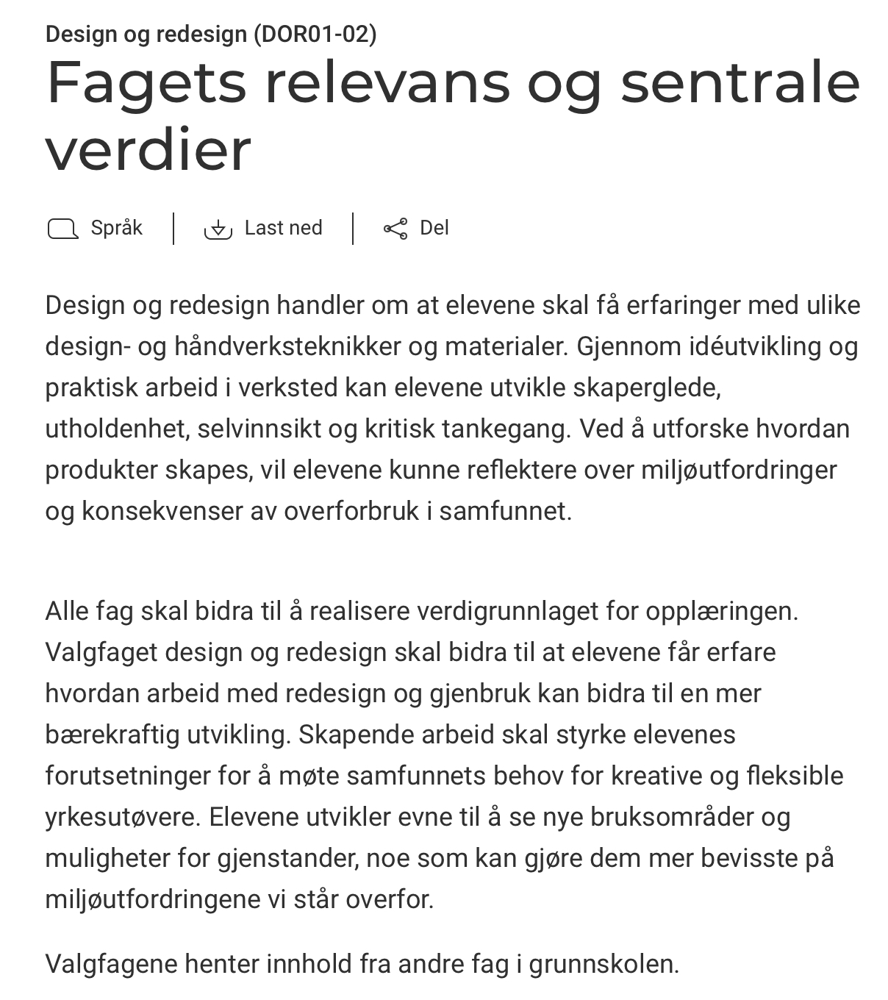 Design og redesign (DOR01-02)
Fagets relevans og sentrale
verdier
Språk
Last ned
Del
Design og redesign handler om at elevene skal få erfaringer med ulike
design- og håndverksteknikker og materialer. Gjennom idéutvikling og
praktisk arbeid i verksted kan elevene utvikle skaperglede,
utholdenhet, selvinnsikt og kritisk tankegang. Ved å utforske hvordan
produkter skapes, vil elevene kunne reflektere over miljøutfordringer
og konsekvenser av overforbruk i samfunnet.
Alle fag skal bidra til å realisere verdigrunnlaget for opplæringen.
Valgfaget design og redesign skal bidra til at elevene får erfare
hvordan arbeid med redesign og gjenbruk kan bidra til en mer
bærekraftig utvikling. Skapende arbeid skal styrke elevenes
forutsetninger for å møte samfunnets behov for kreative og fleksible
yrkesutøvere. Elevene utvikler evne til å se nye bruksområder og
muligheter for gjenstander, noe som kan gjøre dem mer bevisste på
miljøutfordringene vi står overfor.
Valgfagene henter innhold fra andre fag i grunnskolen.